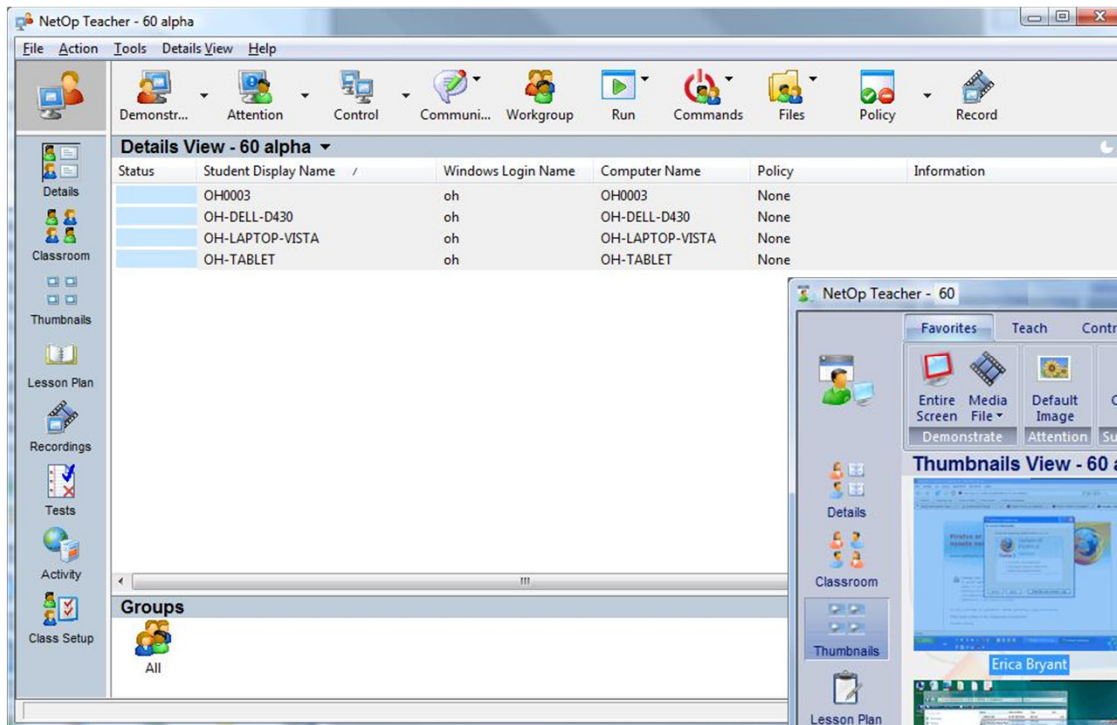 NetOp Teacher - 60 alpha
File Action Tools Details View Help
Demonstr... Attention Control Communi... Workgroup Run Commands Files Policy Record
Details View - 60 alpha
Status Student Display Name Windows Login Name Computer Name Policy Information
OH0003 oh OH0003 None
OH-DELL-D430 oh OH-DELL-D430 None
OH-LAPTOP-VISTA oh OH-LAPTOP-VISTA None
OH-TABLET oh OH-TABLET None
Details
Classroom
Thumbnails
Lesson Plan
Recordings
Tests
Activity
Class Setup
Groups
All
NetOp Teacher - 60
Favorites Teach Contr
Entire Screen
Media File
Default Image
Demonstrate Attention Su
Thumbnails View - 60
Details
Classroom
Thumbnails
Lesson Plan
Erica Bryant